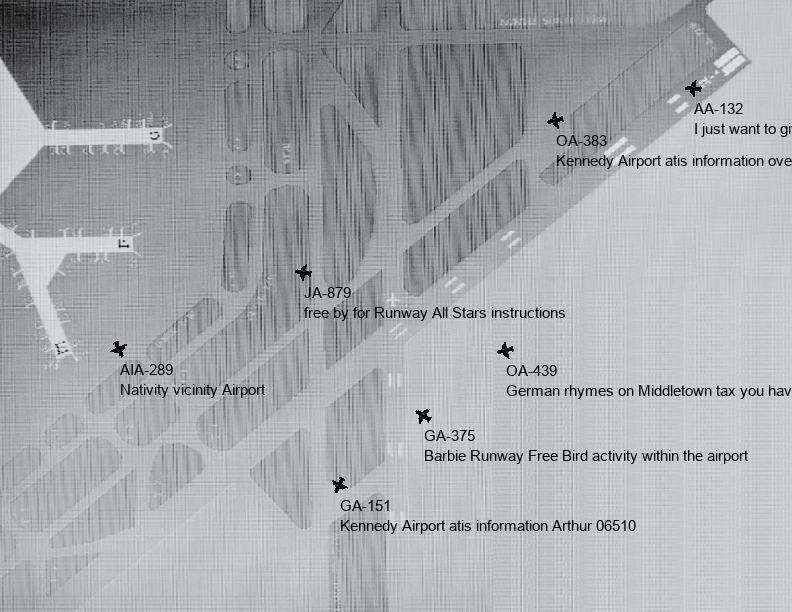 AA-132
I just want to gi
OA-383
Kennedy Airport atis information ove
JA-879
free by for Runway All Stars instructions
AIA-289
Nativity vicinity Airport
OA-439
German rhymes on Middletown tax you hav
GA-375
Barbie Runway Free Bird activity within the airport
GA-151
Kennedy Airport atis information Arthur 06510